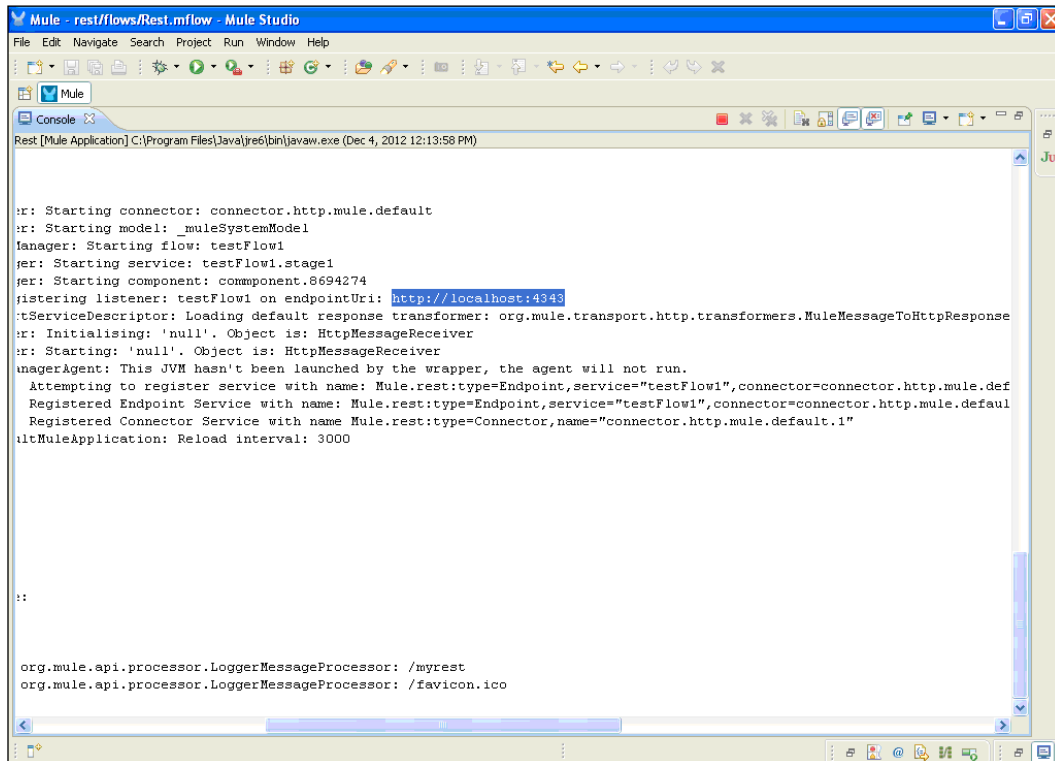 Mule - rest/flows/Rest.mflow - Mule Studio
File Edit Navigate Search Project Run Window Help
Mule
Console
Rest [Mule Application] C:\Program Files\Java\jre6\bin\javaw.exe (Dec 4, 2012 12:13:58 PM)
Ju
er: Starting connector: connector.http.mule.default
er: Starting model: _muleSystemModel
Manager: Starting flow: testFlow1
ger: Starting service: testFlow1.stage1
ger: Starting component: commponent.8694274
gistering listener: testFlow1 on endpointUri: http://localhost:4343
rtServiceDescriptor: Loading default response transformer: org.mule.transport.http.transformers.MuleMessageToHttpResponse
er: Initialising: 'null'. Object is: HttpMessageReceiver
er: Starting: 'null'. Object is: HttpMessageReceiver
anagerAgent: This JVM hasn't been launched by the wrapper, the agent will not run.
Attempting to register service with name: Mule.rest:type=Endpoint,service="testFlow1",connector=connector.http.mule.def
Registered Endpoint Service with name: Mule.rest:type=Endpoint,service="testFlow1",connector=connector.http.mule.defaul
Registered Connector Service with name Mule.rest:type=Connector,name="connector.http.mule.default.1"
ultMuleApplication: Reload interval: 3000
e:
org.mule.api.processor.LoggerMessageProcessor: /myrest
org.mule.api.processor.LoggerMessageProcessor: /favicon.ico